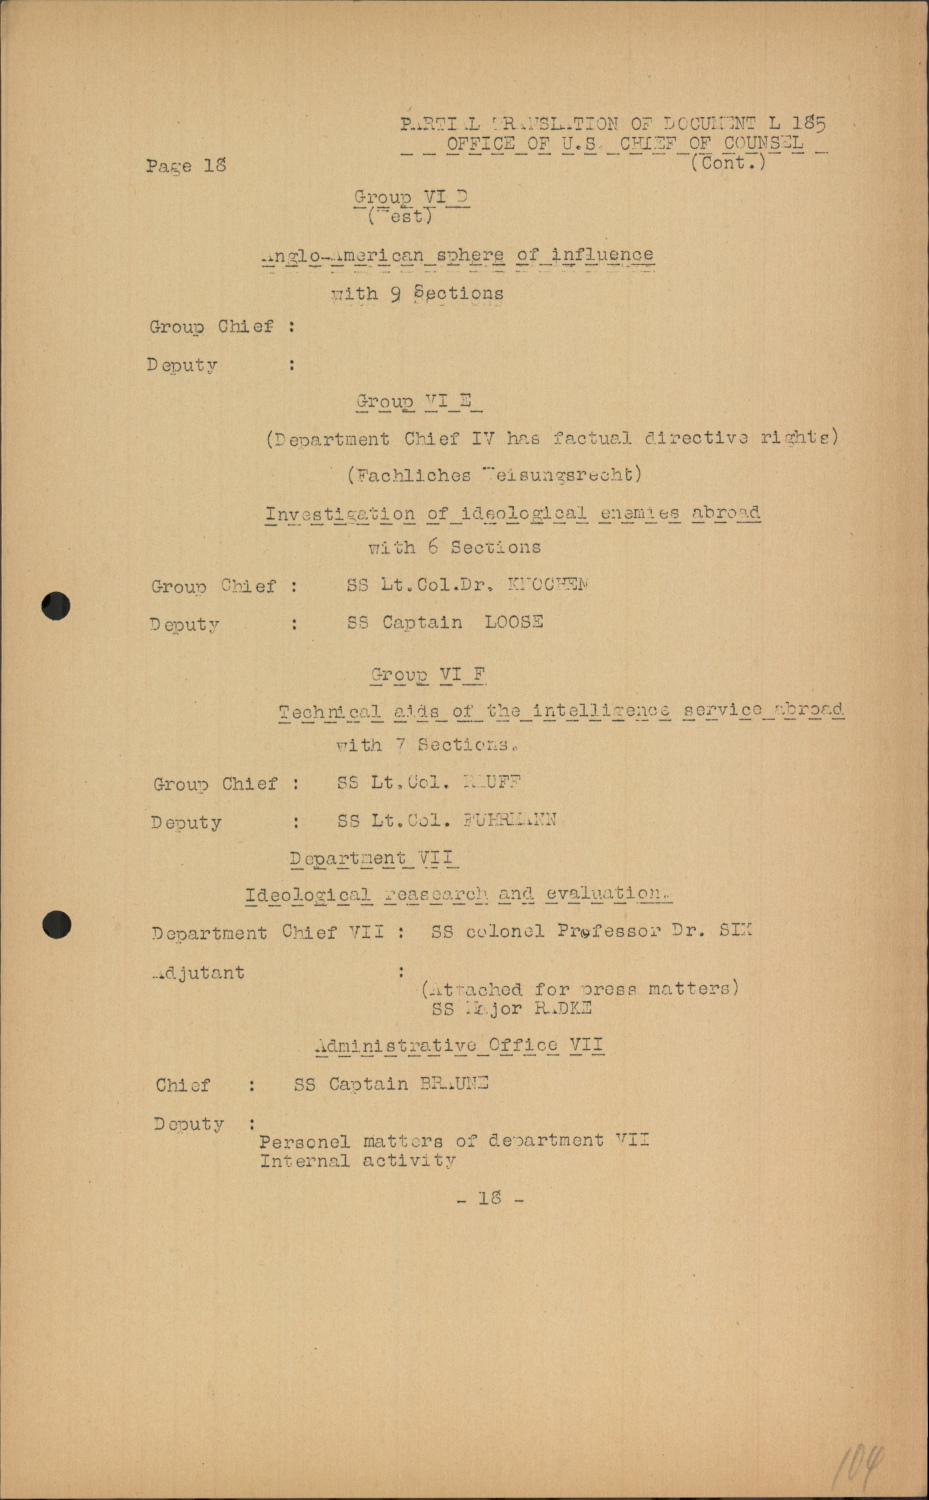 PARTIAL TRANSLATION OF DOCUMENT L 185
OFFICE OF U.S. CHIEF OF COUNSEL
Page 18 (Cont.)
Group VI D
(West)
Anglo-American sphere of influence
with 9 Sections
Group Chief :
Deputy :
Group VI E
(Department Chief IV has factual directive rights)
(Fachliches Weisungsrecht)
Investigation of ideological enemies abroad
with 6 Sections
Group Chief : SS Lt.Col.Dr. KNOCHEN
Deputy : SS Captain LOOSE
Group VI F
Technical aids of the intelligence service abroad
with 7 Sections.
Group Chief : SS Lt.Col. RAUFF
Deputy : SS Lt.Col. FUHRMANN
Department VII
Ideological reasearch and evaluation.
Department Chief VII : SS colonel Professor Dr. SIX
Adjutant :
(Attached for press matters)
SS Major RADKE
Administrative Office VII
Chief : SS Captain BRAUNE
Deputy :
Personel matters of department VII
Internal activity
- 18 -
104